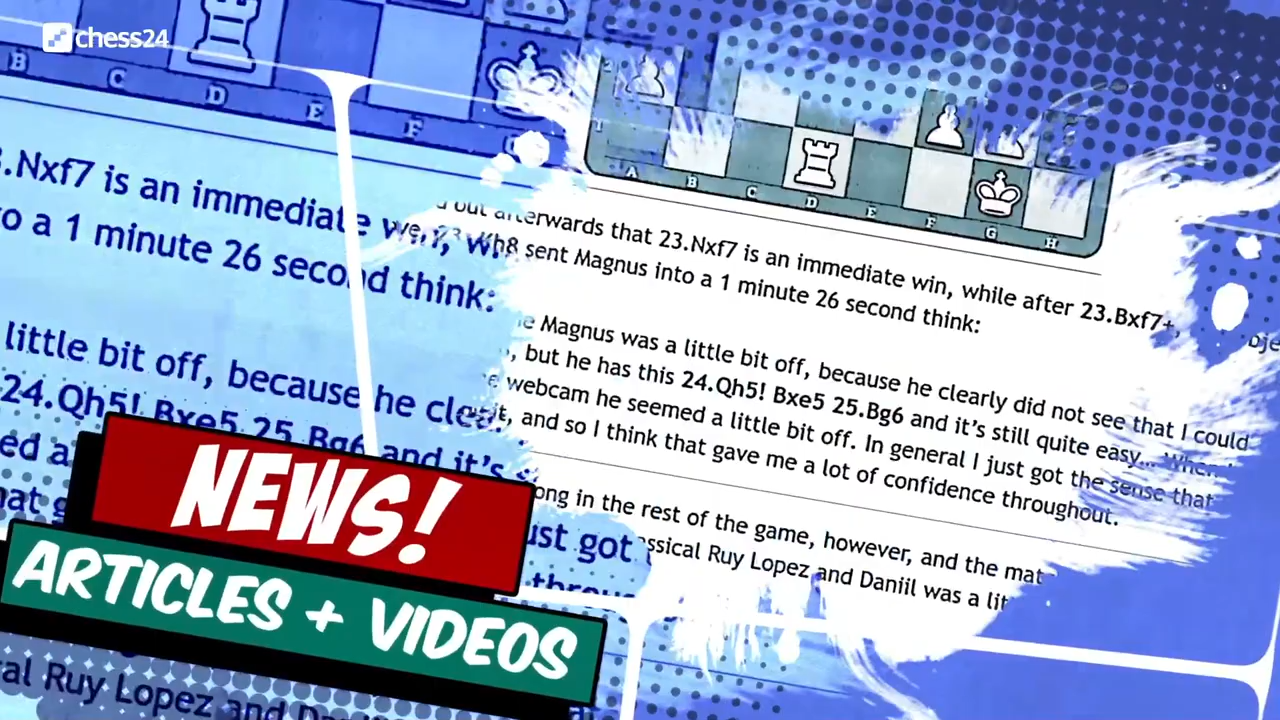 chess24
B C D E F
A B C D E F G H
.Nxf7 is an immediate
to a 1 minute 26 second think:
little bit off, because he
24.Qh5! Bxe5 25.Bg6 and it's
afterwards that 23.Nxf7 is an immediate win, while after 23.Bxf7+,
sent Magnus into a 1 minute 26 second think:
Magnus was a little bit off, because he clearly did not see that I could
, but he has this 24.Qh5! Bxe5 25.Bg6 and it's still quite easy... When
webcam he seemed a little bit off. In general I just got the sense that
, and so I think that gave me a lot of confidence throughout.
in the rest of the game, however, and the
Ruy Lopez and Daniil was a
just got
NEWS!
ARTICLES + VIDEOS
Ruy Lopez and